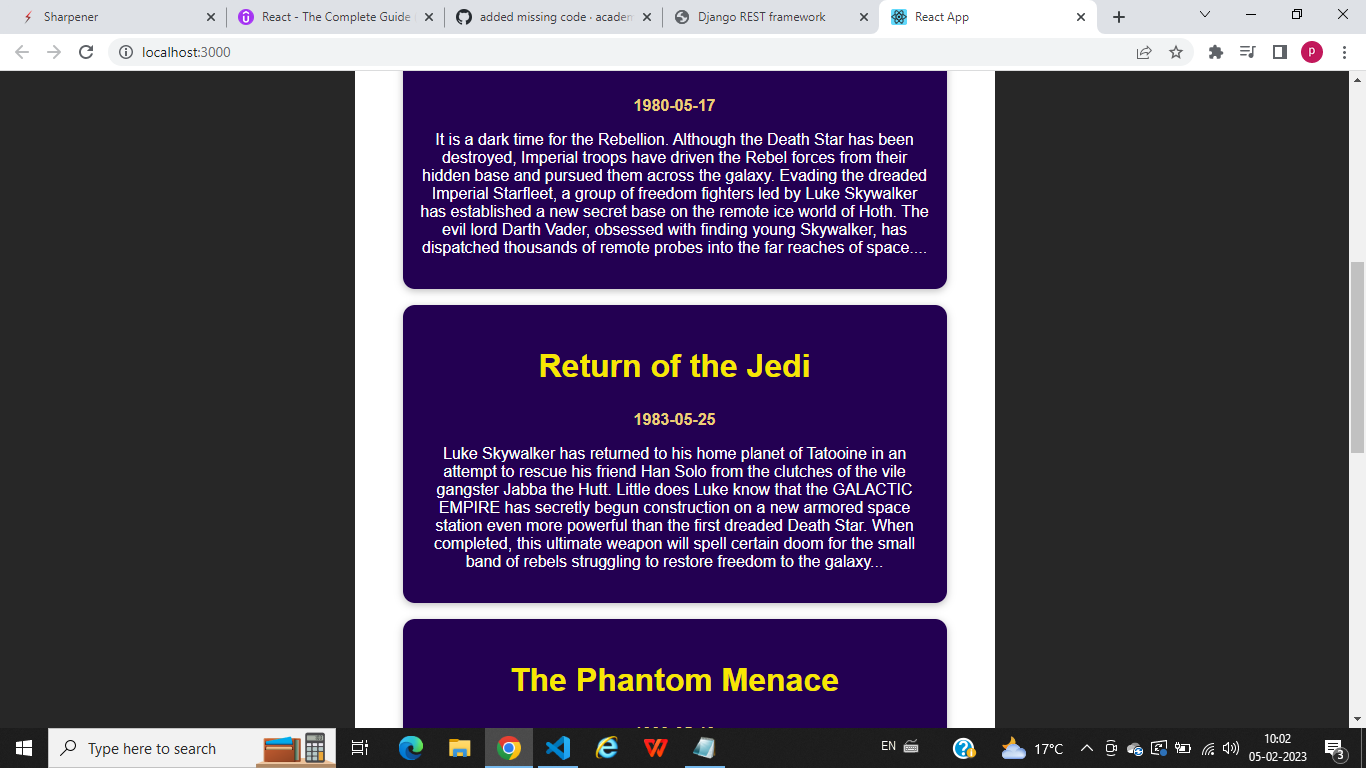 Sharpener
React - The Complete Guide
added missing code · academ
Django REST framework
React App
localhost:3000
P
1980-05-17
It is a dark time for the Rebellion. Although the Death Star has been
destroyed, Imperial troops have driven the Rebel forces from their
hidden base and pursued them across the galaxy. Evading the dreaded
Imperial Starfleet, a group of freedom fighters led by Luke Skywalker
has established a new secret base on the remote ice world of Hoth. The
evil lord Darth Vader, obsessed with finding young Skywalker, has
dispatched thousands of remote probes into the far reaches of space....
Return of the Jedi
1983-05-25
Luke Skywalker has returned to his home planet of Tatooine in an
attempt to rescue his friend Han Solo from the clutches of the vile
gangster Jabba the Hutt. Little does Luke know that the GALACTIC
EMPIRE has secretly begun construction on a new armored space
station even more powerful than the first dreaded Death Star. When
completed, this ultimate weapon will spell certain doom for the small
band of rebels struggling to restore freedom to the galaxy...
The Phantom Menace
Type here to search
EN
17°C
10:02
05-02-2023
3